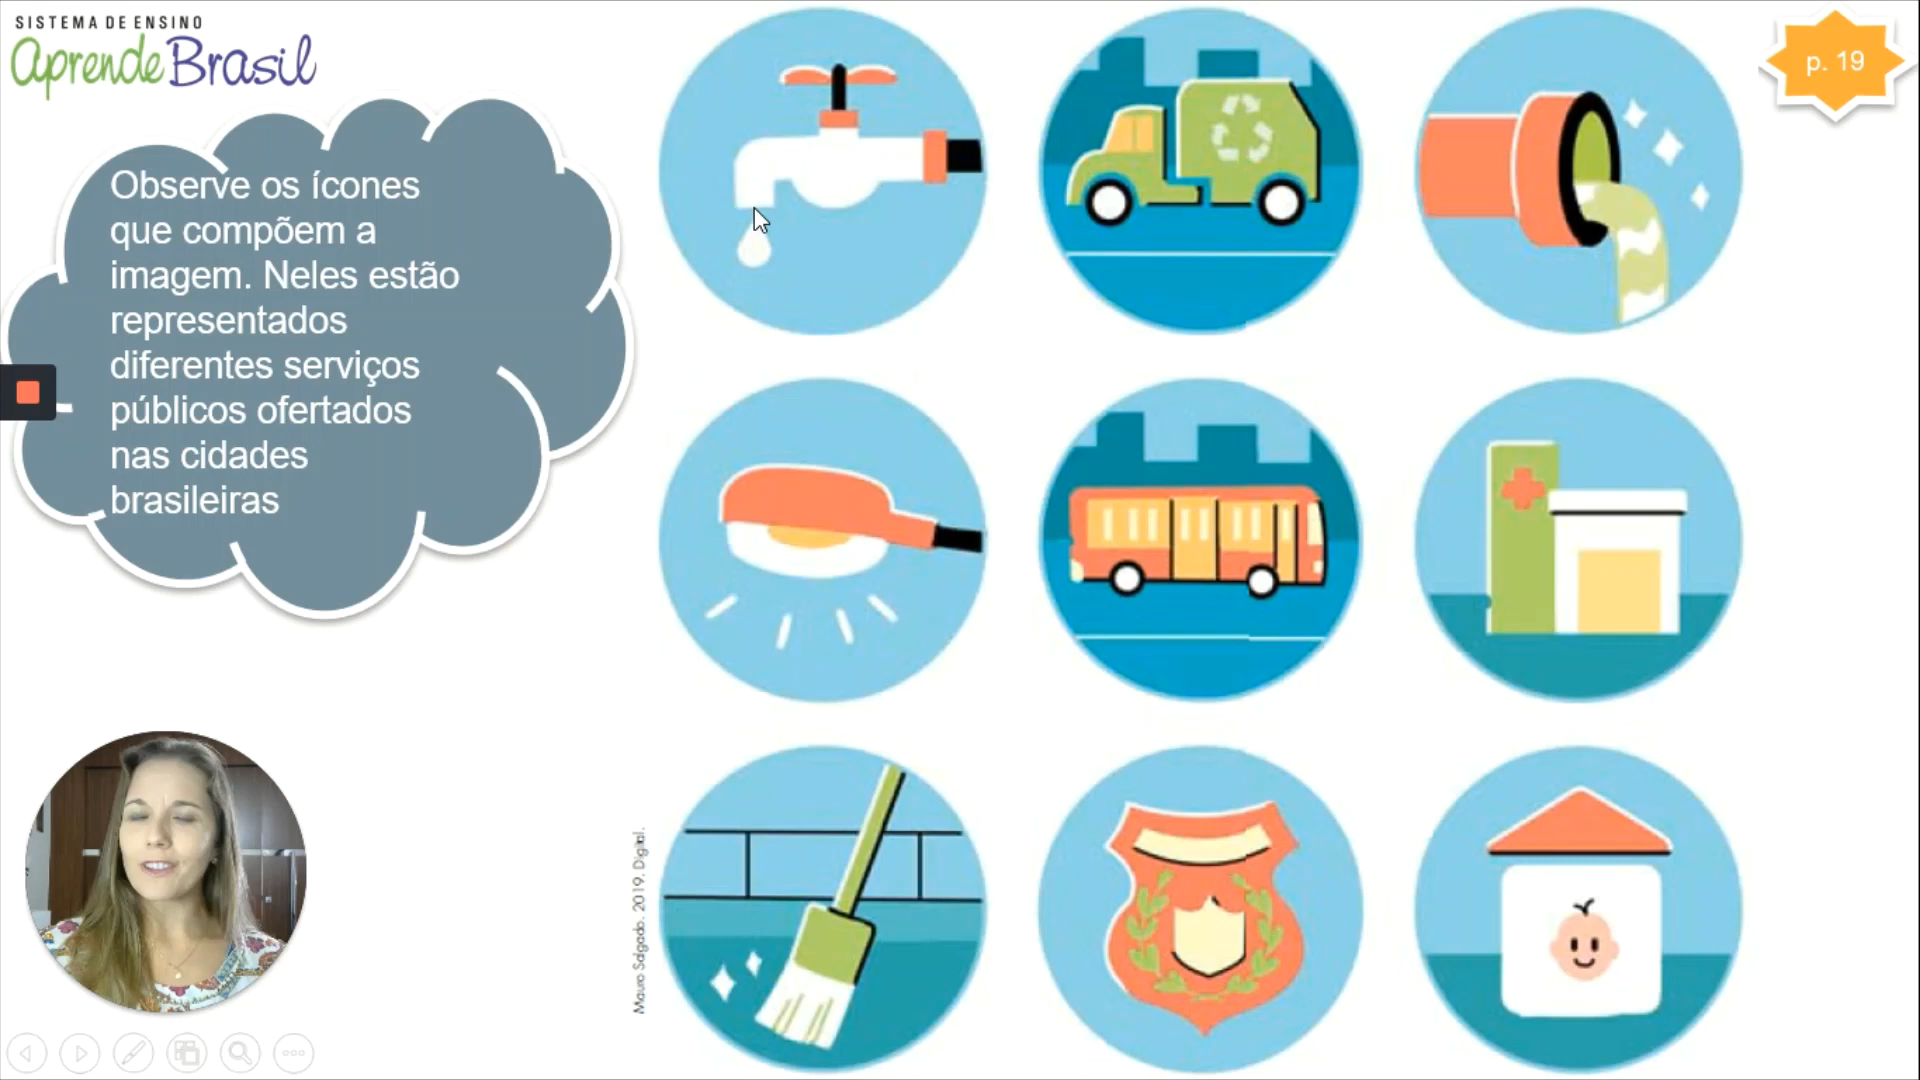 SISTEMA DE ENSINO
aprende Brasil
p. 19
Observe os ícones
que compõem a
imagem. Neles estão
representados
diferentes serviços
públicos ofertados
nas cidades
brasileiras
Mauro Salgado. 2019. Digital.